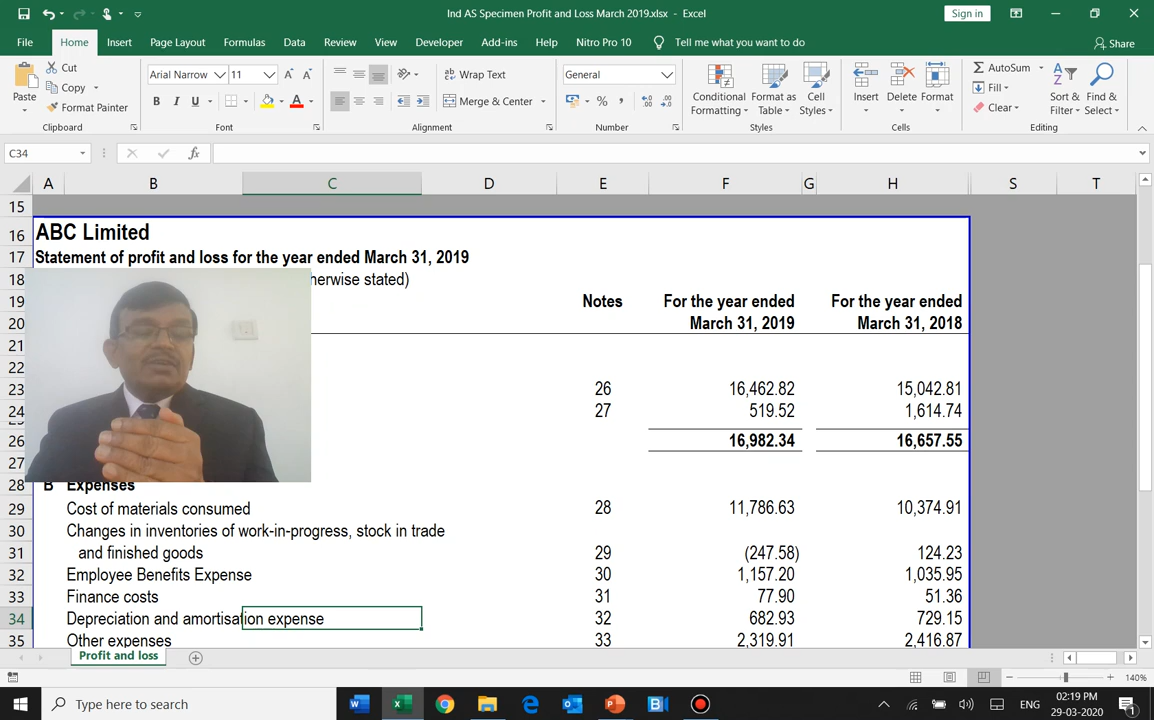 Ind AS Specimen Profit and Loss March 2019.xlsx - Excel
Sign in
File Home Insert Page Layout Formulas Data Review View Developer Add-ins Help Nitro Pro 10 Tell me what you want to do Share
Paste Cut Copy Format Painter
Arial Narrow 11
B I U A
Wrap Text
Merge & Center
General
%
Conditional Formatting
Format as Table
Cell Styles
Insert Delete Format
AutoSum
Fill
Clear
Sort & Filter
Find & Select
Clipboard Font Alignment Number Styles Cells Editing
C34 fx
A B C D E F G H S T
15
16 ABC Limited
17 Statement of profit and loss for the year ended March 31, 2019
18 herwise stated)
19 Notes For the year ended For the year ended
20 March 31, 2019 March 31, 2018
21
22
23 26 16,462.82 15,042.81
24 27 519.52 1,614.74
26 16,982.34 16,657.55
27
28 B Expenses
29 Cost of materials consumed 28 11,786.63 10,374.91
30 Changes in inventories of work-in-progress, stock in trade
31 and finished goods 29 (247.58) 124.23
32 Employee Benefits Expense 30 1,157.20 1,035.95
33 Finance costs 31 77.90 51.36
34 Depreciation and amortisation expense 32 682.93 729.15
35 Other expenses 33 2,319.91 2,416.87
Profit and loss
140%
Type here to search
ENG
02:19 PM
29-03-2020
1